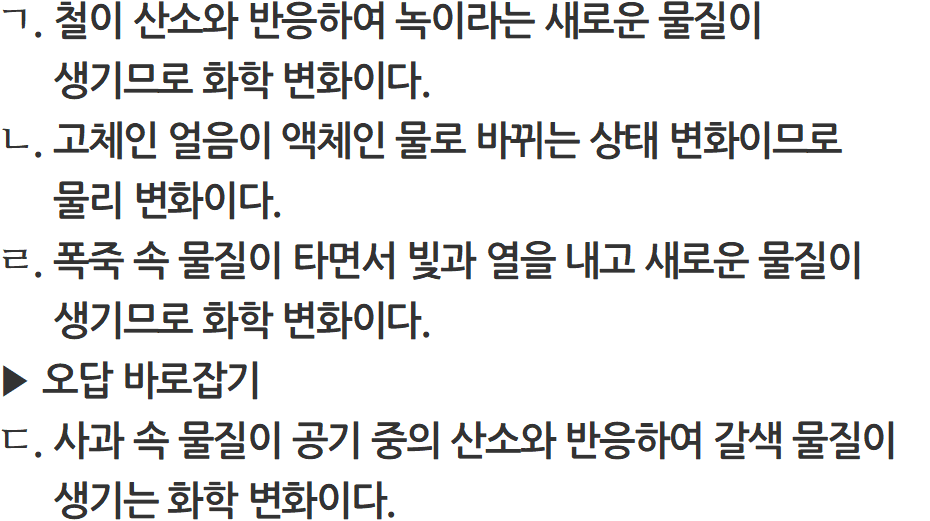 ㄱ. 철이 산소와 반응하여 녹이라는 새로운 물질이
생기므로 화학 변화이다.
ㄴ. 고체인 얼음이 액체인 물로 바뀌는 상태 변화이므로
물리 변화이다.
ㄹ. 폭죽 속 물질이 타면서 빛과 열을 내고 새로운 물질이
생기므로 화학 변화이다.
▶ 오답 바로잡기
ㄷ. 사과 속 물질이 공기 중의 산소와 반응하여 갈색 물질이
생기는 화학 변화이다.